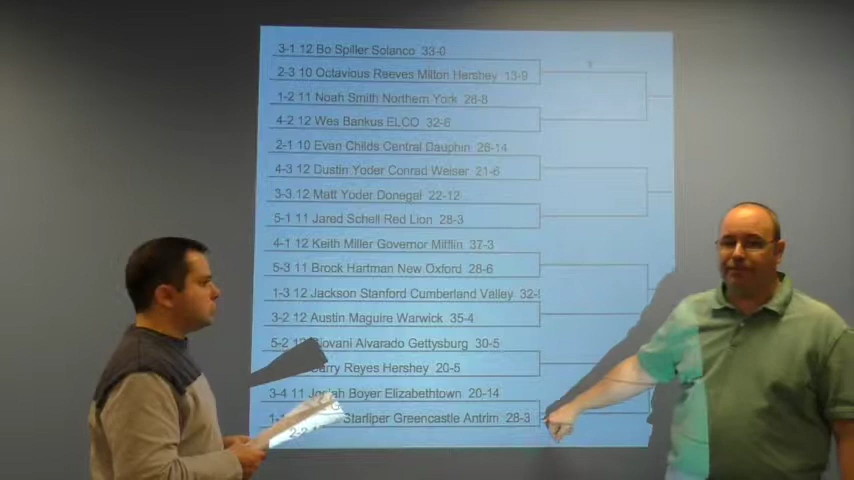 3-1 12 Bo Spiller Solanco 33-0
2-3 10 Octavious Reeves Milton Hershey 13-9
1-2 11 Noah Smith Northern York 28-8
4-2 12 Wes Bankus ELCO 32-6
2-1 10 Evan Childs Central Dauphin 26-14
4-3 12 Dustin Yoder Conrad Weiser 21-6
3-3 12 Matt Yoder Donegal 22-12
5-1 11 Jared Schell Red Lion 28-3
4-1 12 Keith Miller Governor Mifflin 37-3
5-3 11 Brock Hartman New Oxford 28-6
1-3 12 Jackson Stanford Cumberland Valley 32-
3-2 12 Austin Maguire Warwick 35-4
5-2 Giovani Alvarado Gettysburg 30-5
Reyes Hershey 20-5
3-4 11 Josiah Boyer Elizabethtown 20-14
Starliper Greencastle Antrim 28-3